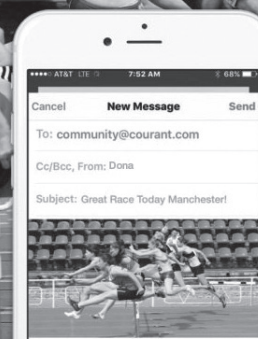 AT&T LTE 7:52 AM 68%
Cancel New Message Send
To: community@courant.com
Cc/Bcc, From: Dona
Subject: Great Race Today Manchester!